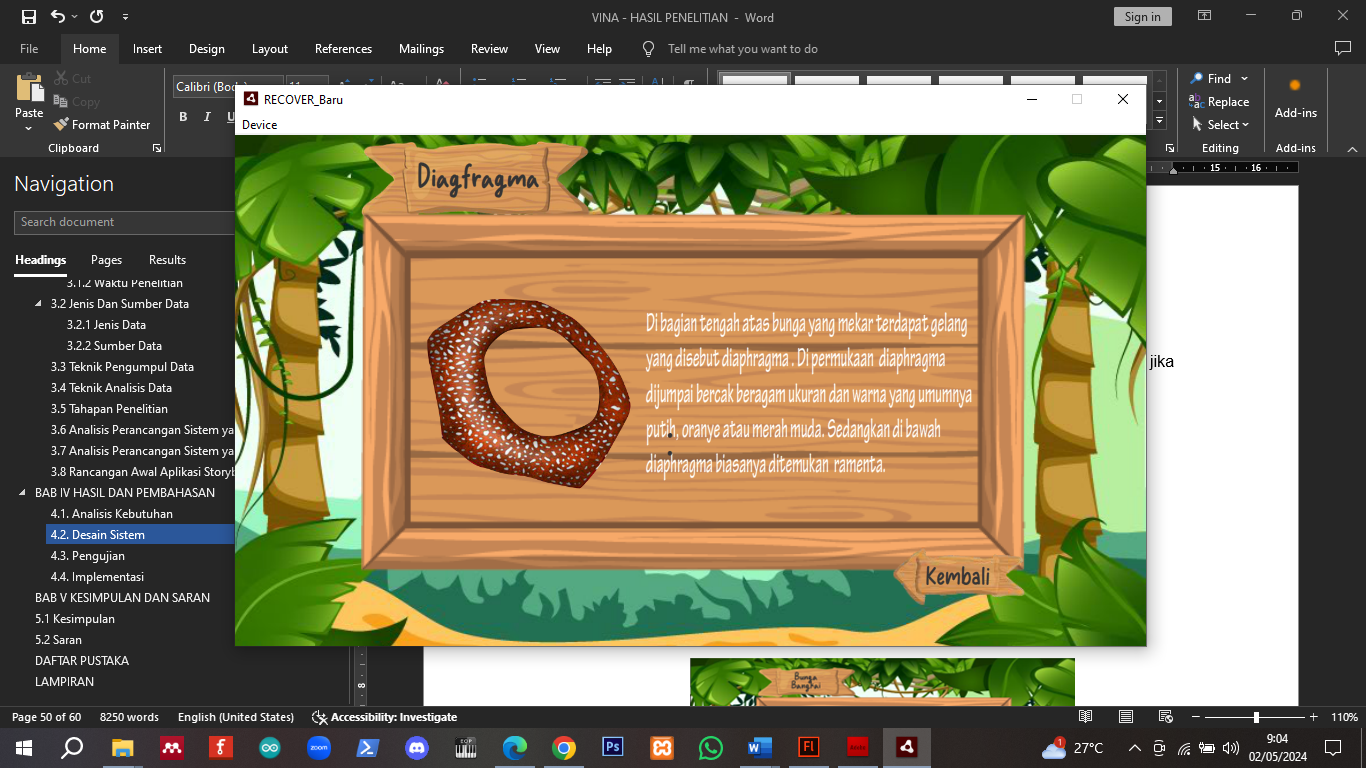 VINA - HASIL PENELITIAN - Word
Sign in
File Home Insert Design Layout References Mailings Review View Help Tell me what you want to do
Paste
Cut
Copy
Format Painter
Clipboard
Calibri (Bod
11
B I U
Find
Replace
Select
Editing
Add-ins
Add-ins
RECOVER_Baru
Device
15 16
Navigation
Search document
Headings Pages Results
3.1.2 Waktu Penelitian
3.2 Jenis Dan Sumber Data
3.2.1 Jenis Data
3.2.2 Sumber Data
3.3 Teknik Pengumpul Data
3.4 Teknik Analisis Data
3.5 Tahapan Penelitian
3.6 Analisis Perancangan Sistem ya
3.7 Analisis Perancangan Sistem ya
3.8 Rancangan Awal Aplikasi Storyb
BAB IV HASIL DAN PEMBAHASAN
4.1. Analisis Kebutuhan
4.2. Desain Sistem
4.3. Pengujian
4.4. Implementasi
BAB V KESIMPULAN DAN SARAN
5.1 Kesimpulan
5.2 Saran
DAFTAR PUSTAKA
LAMPIRAN
Diagfragma
Di bagian tengah atas bunga yang mekar terdapat gelang
yang disebut diaphragma . Di permukaan diaphragma
dijumpai bercak beragam ukuran dan warna yang umumnya
putih, oranye atau merah muda. Sedangkan di bawah
diaphragma biasanya ditemukan ramenta.
Kembali
jika
8
Bunga
Bangkai
Page 50 of 60 8250 words English (United States) Accessibility: Investigate
110%
27°C
9:04
02/05/2024